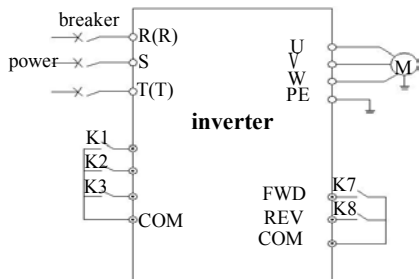 breaker
R(R)
power
S
T(T)
U
V
W
PE
M
inverter
K1
K2
K3
COM
FWD
K7
REV
K8
COM